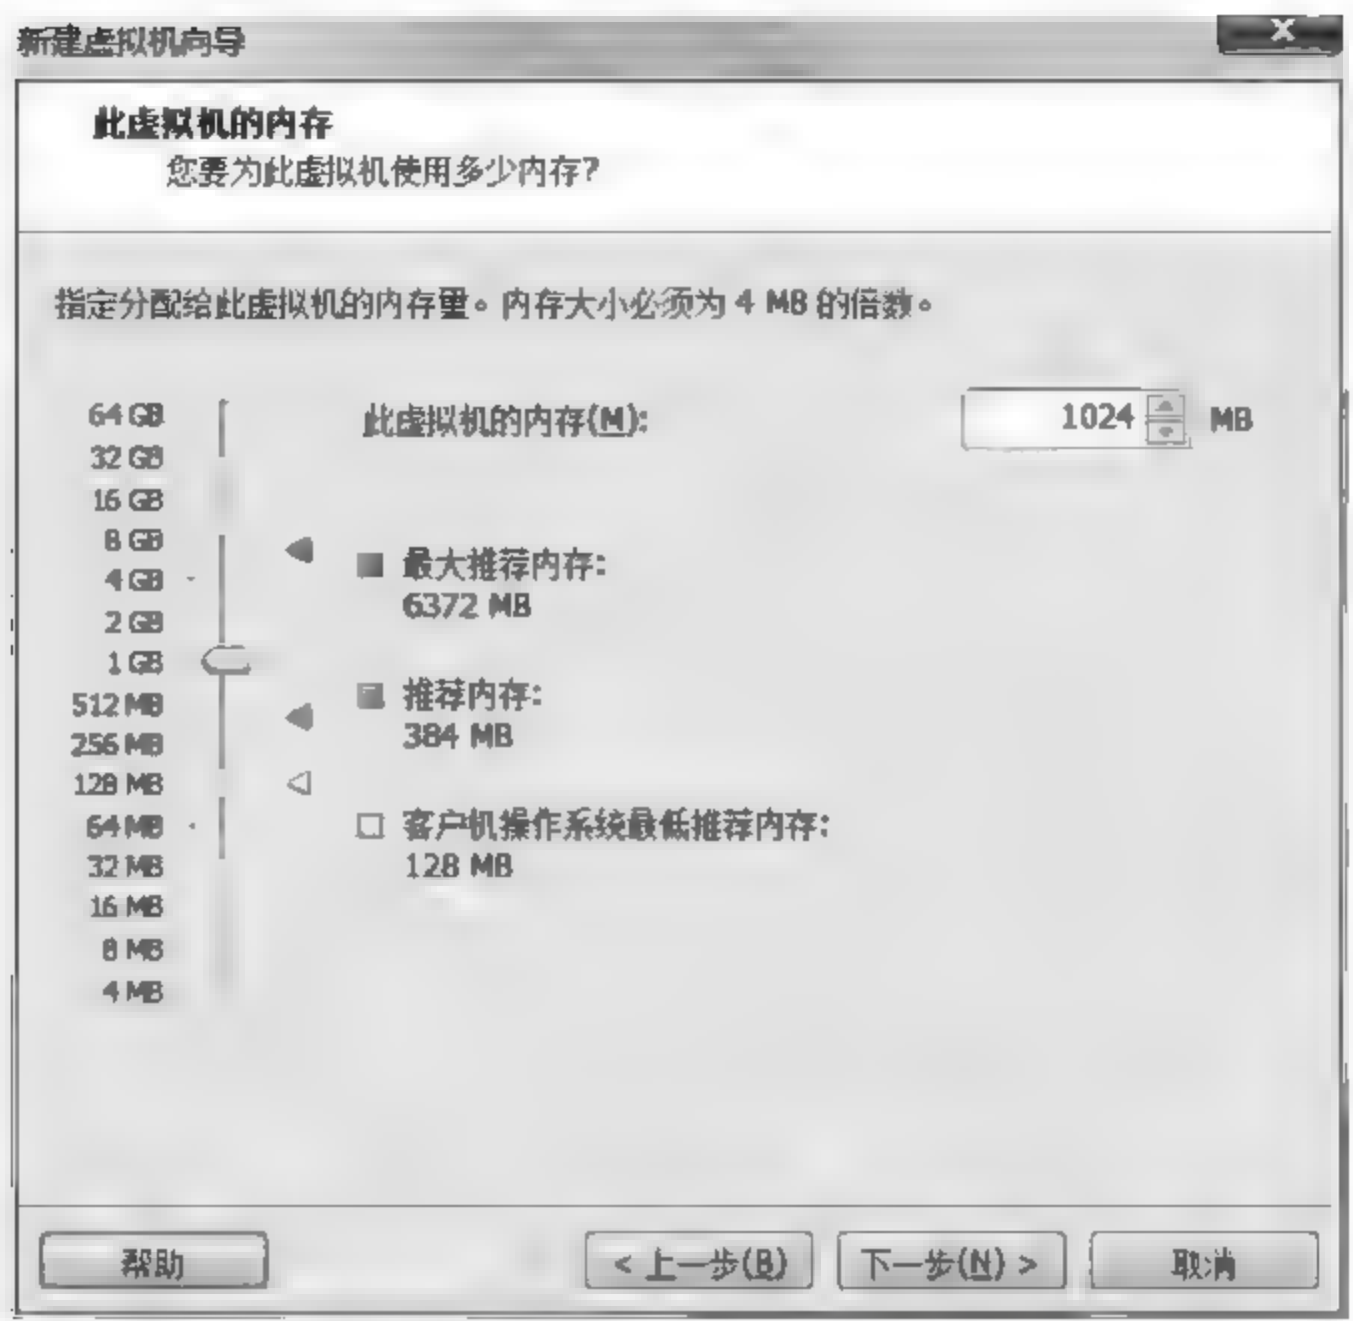 新建虚拟机向导
X
此虚拟机的内存
您要为此虚拟机使用多少内存?
指定分配给此虚拟机的内存量。内存大小必须为 4 MB 的倍数。
64 GB
32 GB
16 GB
8 GB
4 GB
2 GB
1 GB
512 MB
256 MB
128 MB
64 MB
32 MB
16 MB
8 MB
4 MB
此虚拟机的内存(M): 1024 MB
最大推荐内存:
6372 MB
推荐内存:
384 MB
客户机操作系统最低推荐内存:
128 MB
帮助
< 上一步(B)
下一步(N) >
取消